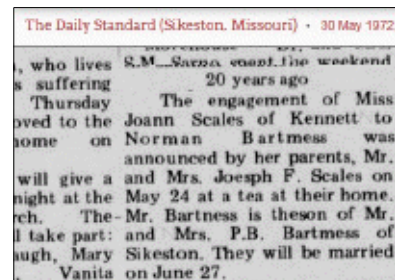 The Daily Standard (Sikeston, Missouri) • 30 May 1972
, who lives
s suffering
Thursday
oved to the
ome on
will give a
night at the
rch. The
l take part:
augh, Mary
Vanita
S.M. spent the weekend
20 years ago
The engagement of Miss
Joann Scales of Kennett to
Norman Bartmess was
announced by her parents, Mr.
and Mrs. Joesph F. Scales on
May 24 at a tea at their home.
Mr. Bartness is theson of Mr.
and Mrs. P.B. Bartmess of
Sikeston. They will be married
on June 27.